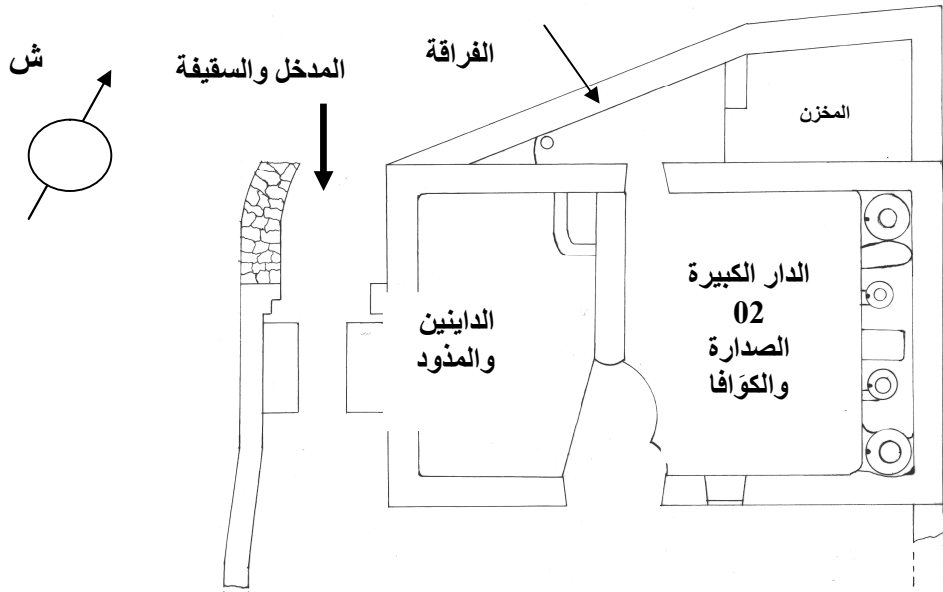 الفراقة
المدخل والسقيفة
ش
المخزن
الدار الكبيرة
02
الصدارة
والكوَافا
الداينين
والمذود